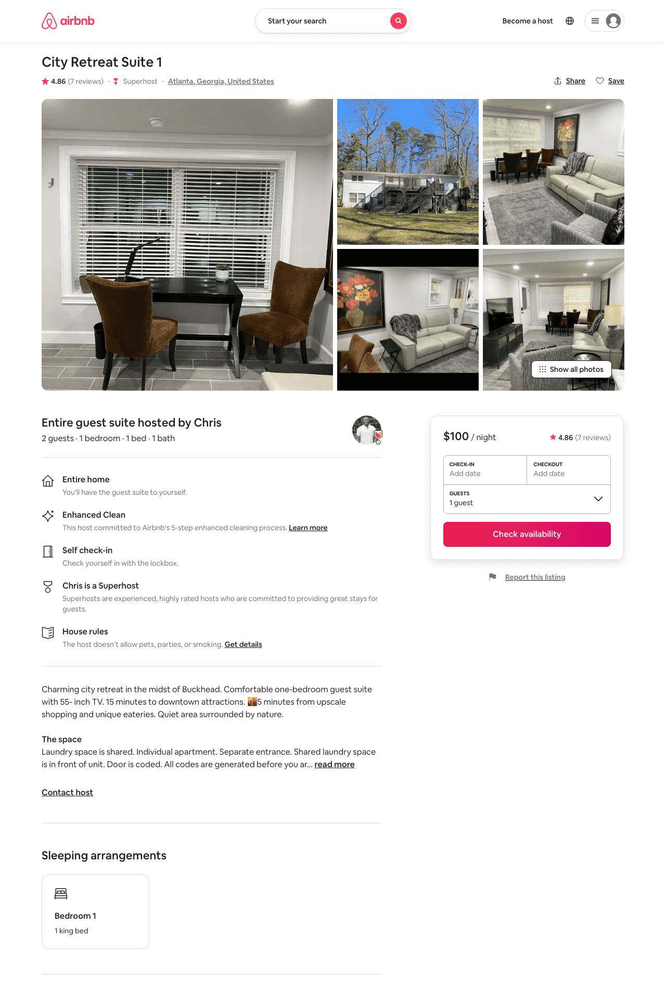 airbnb
Start your search
Become a host
City Retreat Suite 1
4.86 (7 reviews) · Superhost · Atlanta, Georgia, United States
Share
Save
Show all photos
Entire guest suite hosted by Chris
2 guests · 1 bedroom · 1 bed · 1 bath
Entire home
You’ll have the guest suite to yourself.
Enhanced Clean
This host committed to Airbnb's 5-step enhanced cleaning process. Learn more
Self check-in
Check yourself in with the lockbox.
Chris is a Superhost
Superhosts are experienced, highly rated hosts who are committed to providing great stays for
guests.
House rules
The host doesn’t allow pets, parties, or smoking. Get details
$100 / night
4.86 (7 reviews)
CHECK-IN
Add date
CHECKOUT
Add date
GUESTS
1 guest
Check availability
Report this listing
Charming city retreat in the midst of Buckhead. Comfortable one-bedroom guest suite
with 55- inch TV. 15 minutes to downtown attractions. 🌇5 minutes from upscale
shopping and unique eateries. Quiet area surrounded by nature.
The space
Laundry space is shared. Individual apartment. Separate entrance. Shared laundry space
is in front of unit. Door is coded. All codes are generated before you ar... read more
Contact host
Sleeping arrangements
Bedroom 1
1 king bed